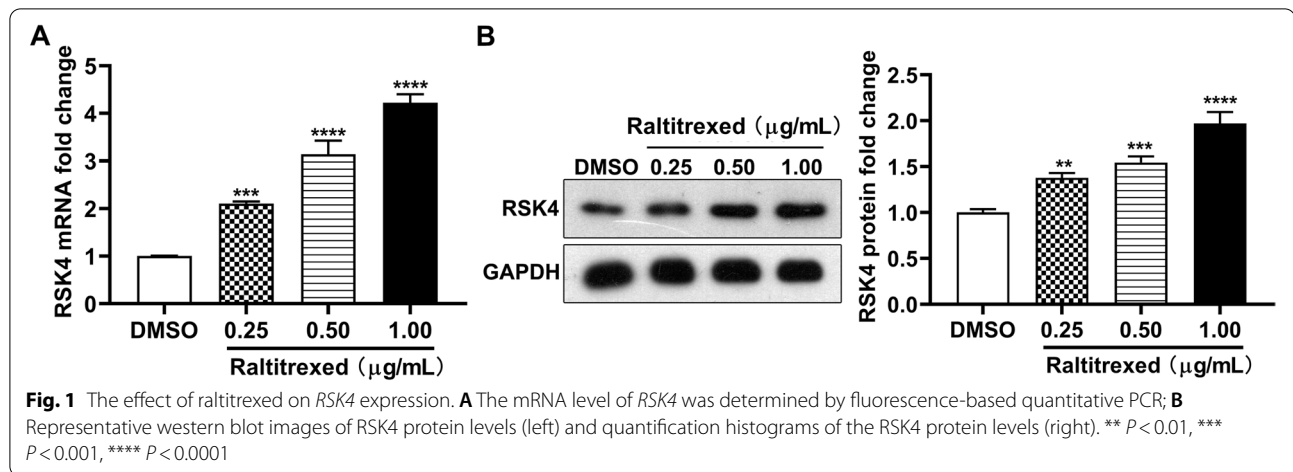 A
RSK4 mRNA fold change
5
4
3
2
1
0
***
****
****
DMSO 0.25 0.50 1.00
Raltitrexed (μg/mL)
B
Raltitrexed (μg/mL)
DMSO 0.25 0.50 1.00
RSK4
GAPDH
RSK4 protein fold change
2.5
2.0
1.5
1.0
0.5
0.0
**
***
****
DMSO 0.25 0.50 1.00
Raltitrexed (μg/mL)
Fig. 1 The effect of raltitrexed on RSK4 expression. A The mRNA level of RSK4 was determined by fluorescence-based quantitative PCR; B
Representative western blot images of RSK4 protein levels (left) and quantification histograms of the RSK4 protein levels (right). ** P < 0.01, ***
P < 0.001, **** P < 0.0001